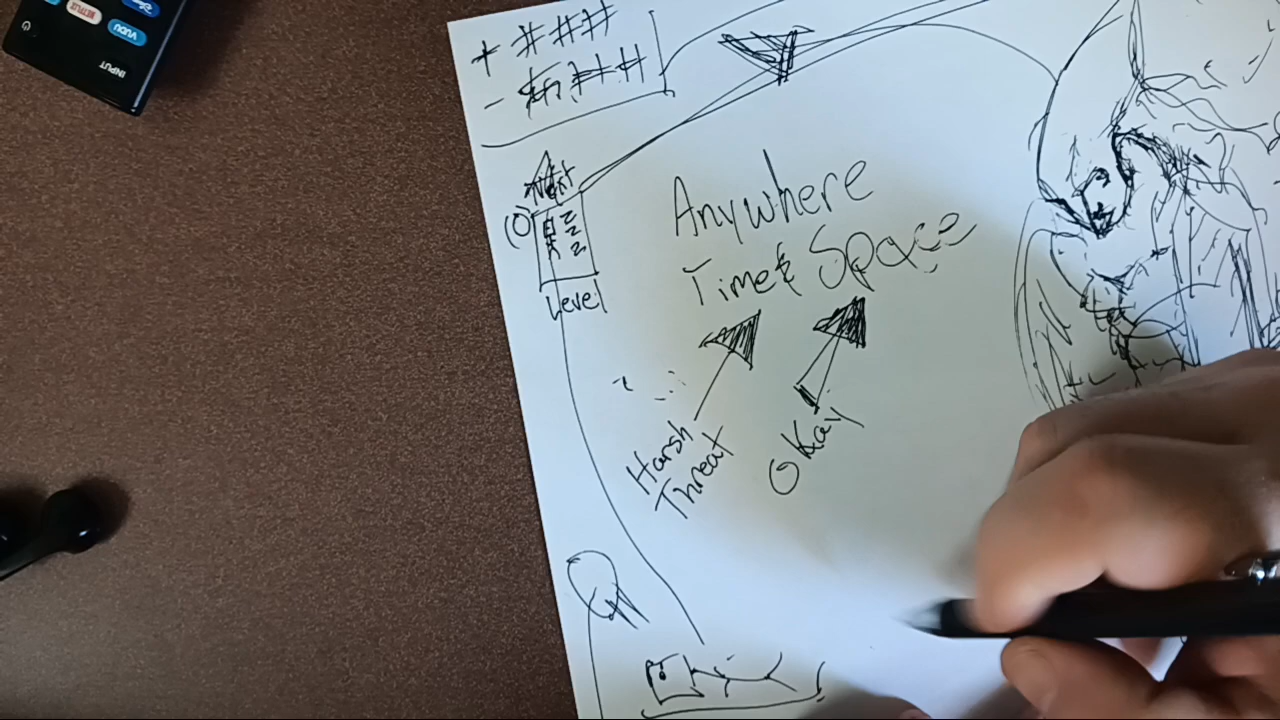 NETFLIX
VUDU
INPUT
+ # ###
Level
Anywhere
Time & Space
Harsh
Threat
OKay